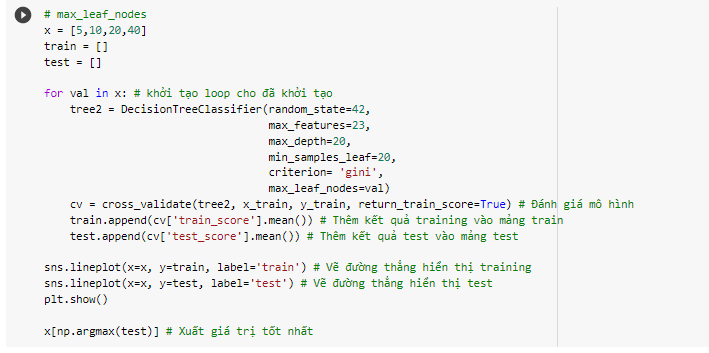 # max_leaf_nodes
x = [5,10,20,40]
train = []
test = []
for val in x: # khởi tạo loop cho đã khởi tạo
    tree2 = DecisionTreeClassifier(random_state=42,
                                   max_features=23,
                                   max_depth=20,
                                   min_samples_leaf=20,
                                   criterion= 'gini',
                                   max_leaf_nodes=val)
    cv = cross_validate(tree2, x_train, y_train, return_train_score=True) # Đánh giá mô hình
    train.append(cv['train_score'].mean()) # Thêm kết quả training vào mảng train
    test.append(cv['test_score'].mean()) # Thêm kết quả test vào mảng test
sns.lineplot(x=x, y=train, label='train') # Vẽ đường thẳng hiển thị training
sns.lineplot(x=x, y=test, label='test') # Vẽ đường thẳng hiển thị test
plt.show()
x[np.argmax(test)] # Xuất giá trị tốt nhất